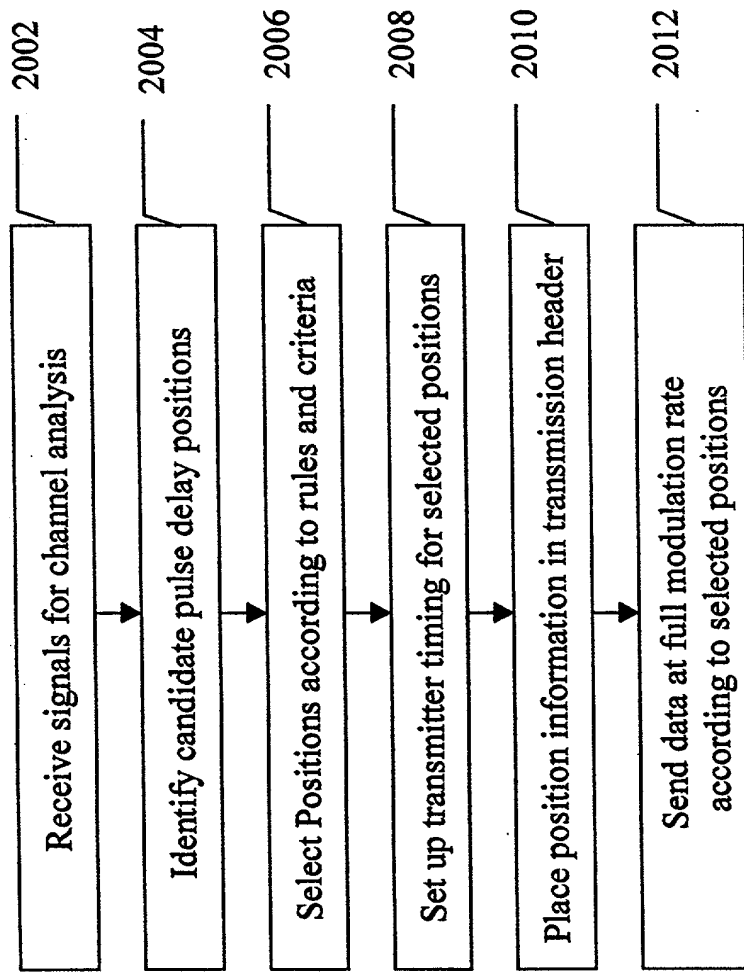 Receive signals for channel analysis
2002
Identify candidate pulse delay positions
2004
Select Positions according to rules and criteria
2006
Set up transmitter timing for selected positions
2008
Place position information in transmission header
2010
Send data at full modulation rate
according to selected positions
2012